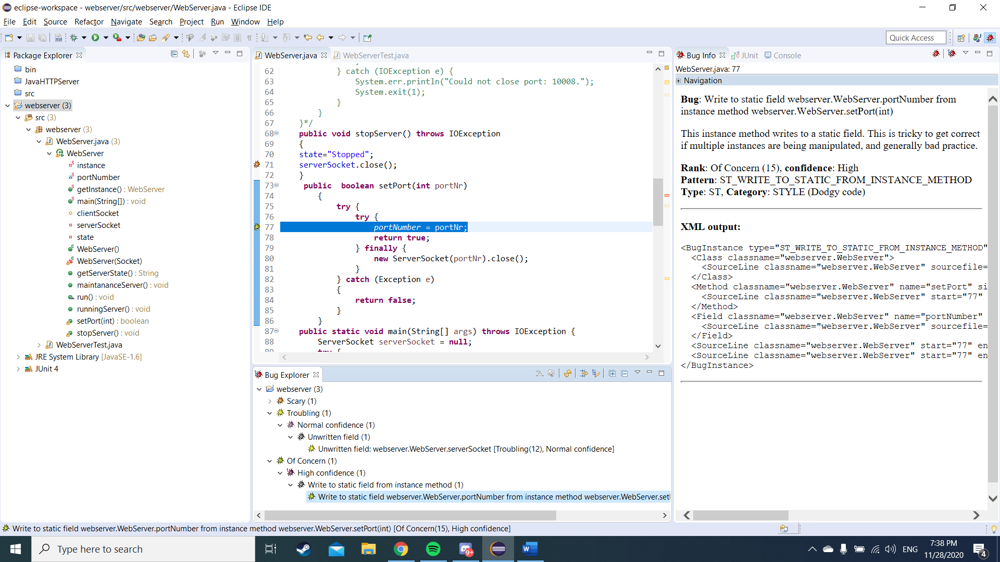 eclipse-workspace - webserver/src/webserver/WebServer.java - Eclipse IDE
File Edit Source Refactor Navigate Search Project Run Window Help
Quick Access
Package Explorer
bin
JavaHTTPServer
src
webserver (3)
src (3)
webserver (3)
WebServer.java (3)
WebServer
instance
portNumber
getInstance() : WebServer
main(String[]) : void
clientSocket
serverSocket
state
WebServer()
WebServer(Socket)
getServerState() : String
maintananceServer() : void
run() : void
runningServer() : void
setPort(int) : boolean
stopServer() : void
WebServerTest.java
JRE System Library [JavaSE-1.6]
JUnit 4
WebServer.java WebServerTest.java
62 } catch (IOException e) {
63 System.err.println("Could not close port: 10008.");
64 System.exit(1);
65 }
66 }
67 }*/
68 public void stopServer() throws IOException
69 {
70 state="Stopped";
71 serverSocket.close();
72 }
73 public boolean setPort(int portNr)
74 {
75 try {
76 try {
77 portNumber = portNr;
78 return true;
79 } finally {
80 new ServerSocket(portNr).close();
81 }
82 } catch (Exception e)
83 {
84 return false;
85 }
86 }
87 public static void main(String[] args) throws IOException {
88 ServerSocket serverSocket = null;
89 try {
Bug Explorer
webserver (3)
Scary (1)
Troubling (1)
Normal confidence (1)
Unwritten field (1)
Unwritten field: webserver.WebServer.serverSocket [Troubling(12), Normal confidence]
Of Concern (1)
High confidence (1)
Write to static field from instance method (1)
Write to static field webserver.WebServer.portNumber from instance method webserver.WebServer.set
Bug Info JUnit Console
WebServer.java: 77
Navigation
Bug: Write to static field webserver.WebServer.portNumber from
instance method webserver.WebServer.setPort(int)
This instance method writes to a static field. This is tricky to get correct
if multiple instances are being manipulated, and generally bad practice.
Rank: Of Concern (15), confidence: High
Pattern: ST_WRITE_TO_STATIC_FROM_INSTANCE_METHOD
Type: ST, Category: STYLE (Dodgy code)
XML output:
<BugInstance type="ST_WRITE_TO_STATIC_FROM_INSTANCE_METHOD"
<Class classname="webserver.WebServer">
<SourceLine classname="webserver.WebServer" sourcefile=
</Class>
<Method classname="webserver.WebServer" name="setPort" si
<SourceLine classname="webserver.WebServer" start="77"
</Method>
<Field classname="webserver.WebServer" name="portNumber"
<SourceLine classname="webserver.WebServer" sourcefile=
</Field>
<SourceLine classname="webserver.WebServer" start="77" en
<SourceLine classname="webserver.WebServer" start="77" en
</BugInstance>
Write to static field webserver.WebServer.portNumber from instance method webserver.WebServer.setPort(int) [Of Concern(15), High confidence]
Type here to search
9+
ENG
7:38 PM
11/28/2020
4